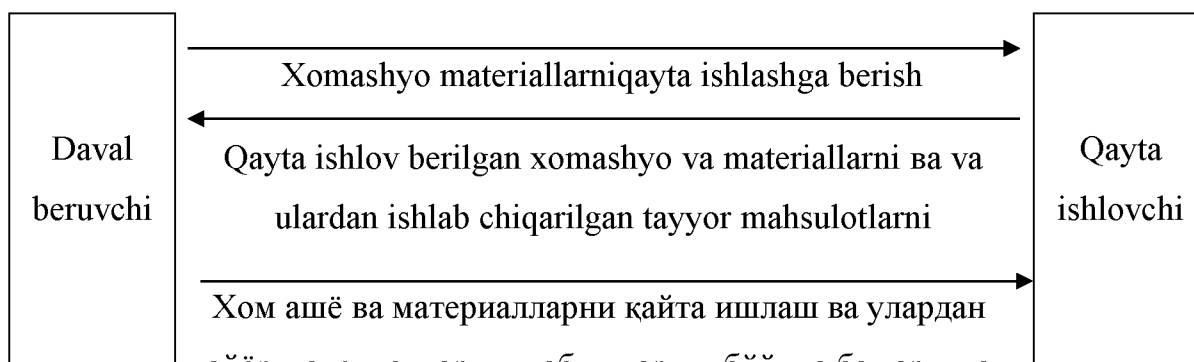 Xomashyo materiallarniqayta ishlashga berish
Daval
beruvchi
Qayta ishlov berilgan xomashyo va materiallarni ва va
ulardan ishlab chiqarilgan tayyor mahsulotlarni
Qayta
ishlovchi
Хом ашё ва материалларни қайта ишлаш ва улардан